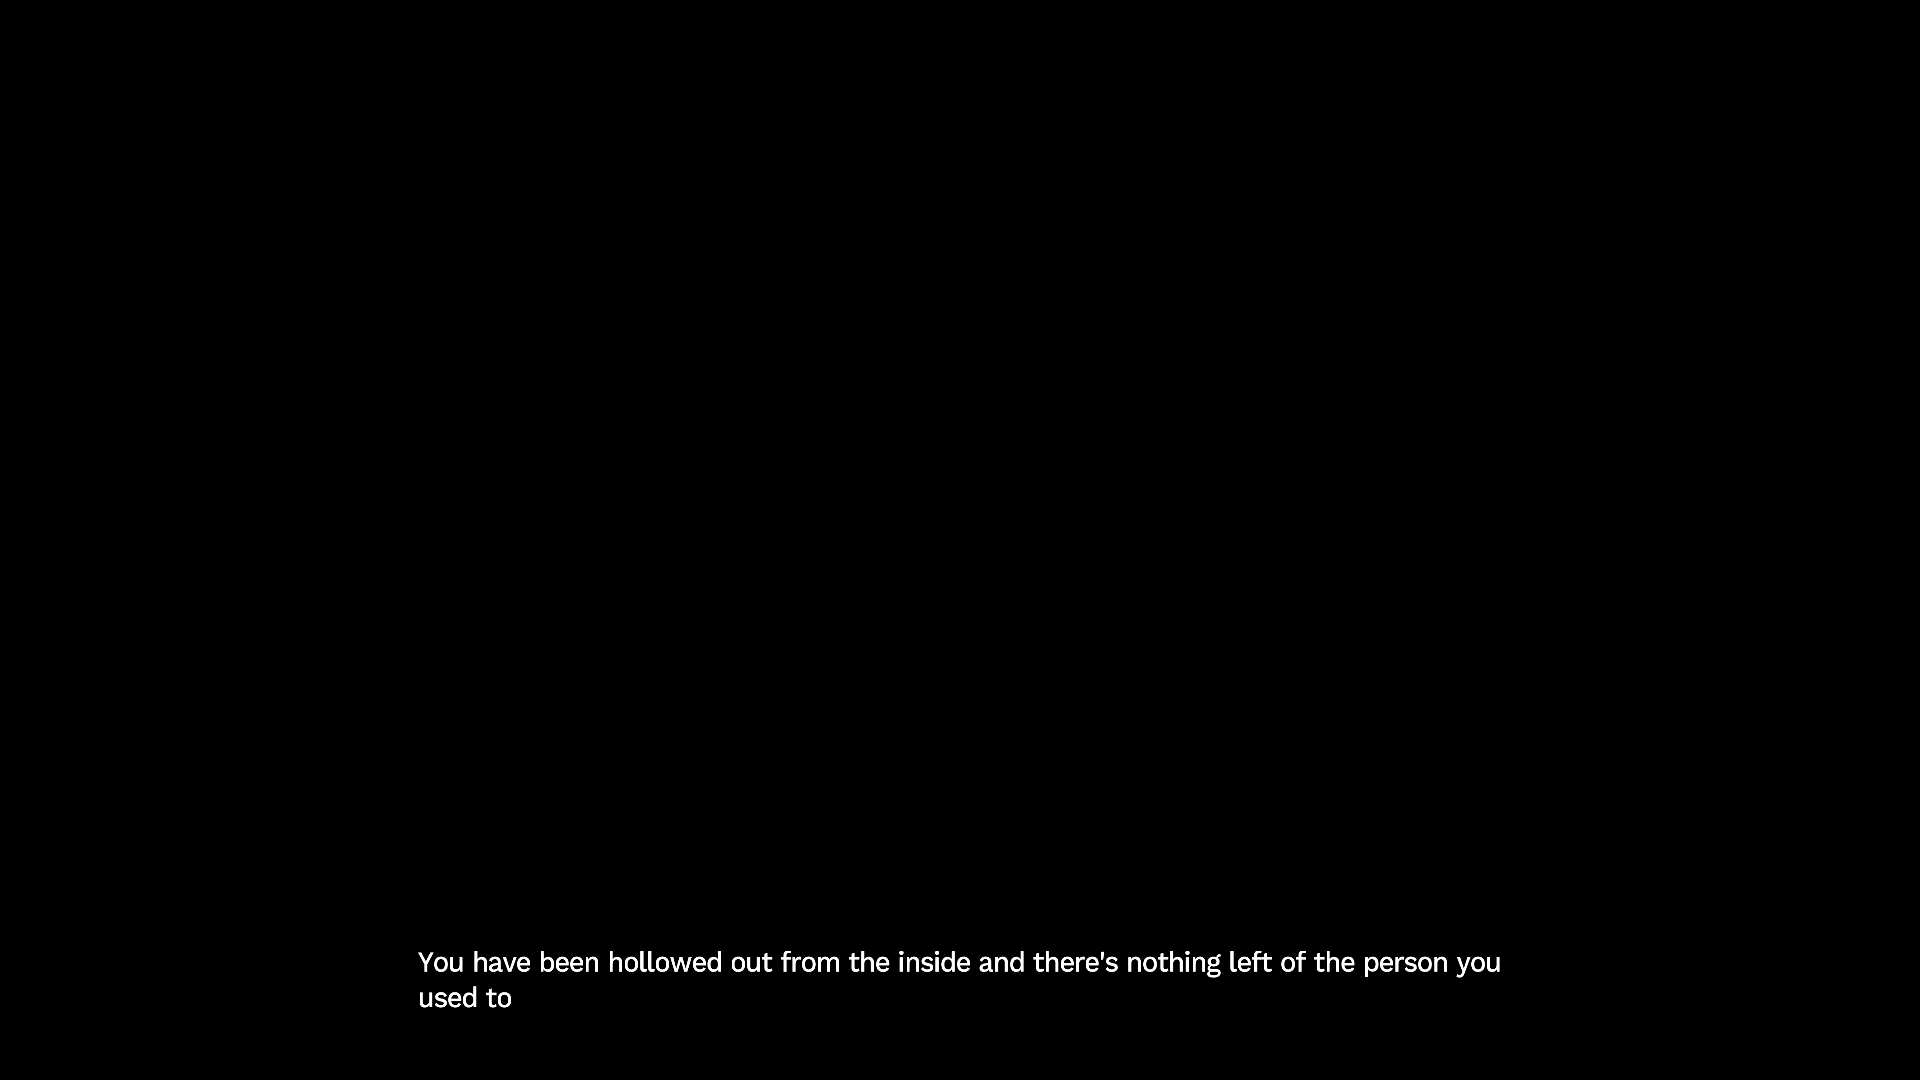 You have been hollowed out from the inside and there's nothing left of the person you
used to